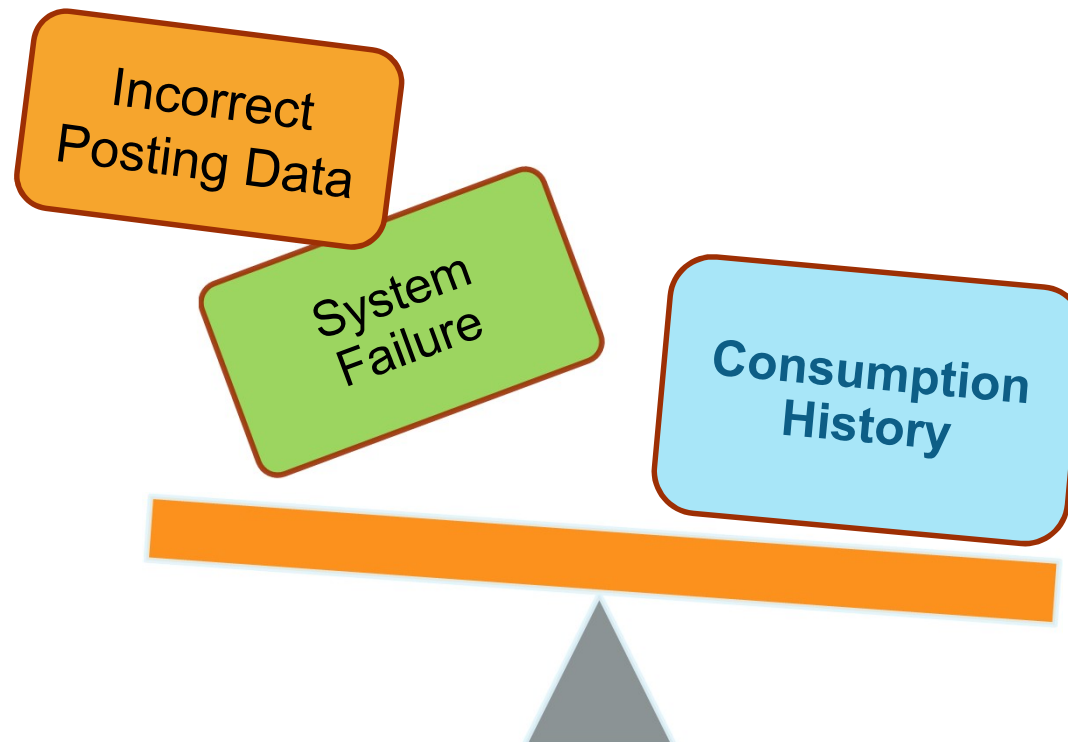 Incorrect
Posting Data
System
Failure
Consumption
History